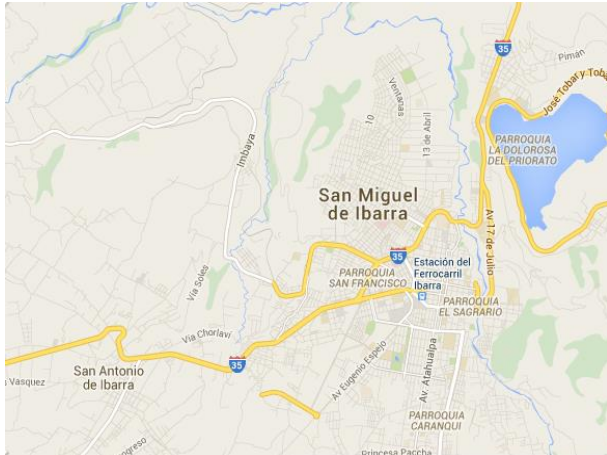 35
Pimán
José Tobar y Toba
Ventanas
10
13 de Abril
PARROQUIA
LA DOLOROSA
DEL PRIORATO
Imbaya
San Miguel
de Ibarra
Av 17 de Julio
35
Estación del
Ferrocarril
Ibarra
PARROQUIA
SAN FRANCISCO
Vía Soles
PARROQUIA
EL SAGRARIO
Vía Chorlaví
35
San Antonio
de Ibarra
Vasquez
Av Eugenio Espejo
Av. Atahualpa
PARROQUIA
CARANQUI
ogreso
Princesa Paccha